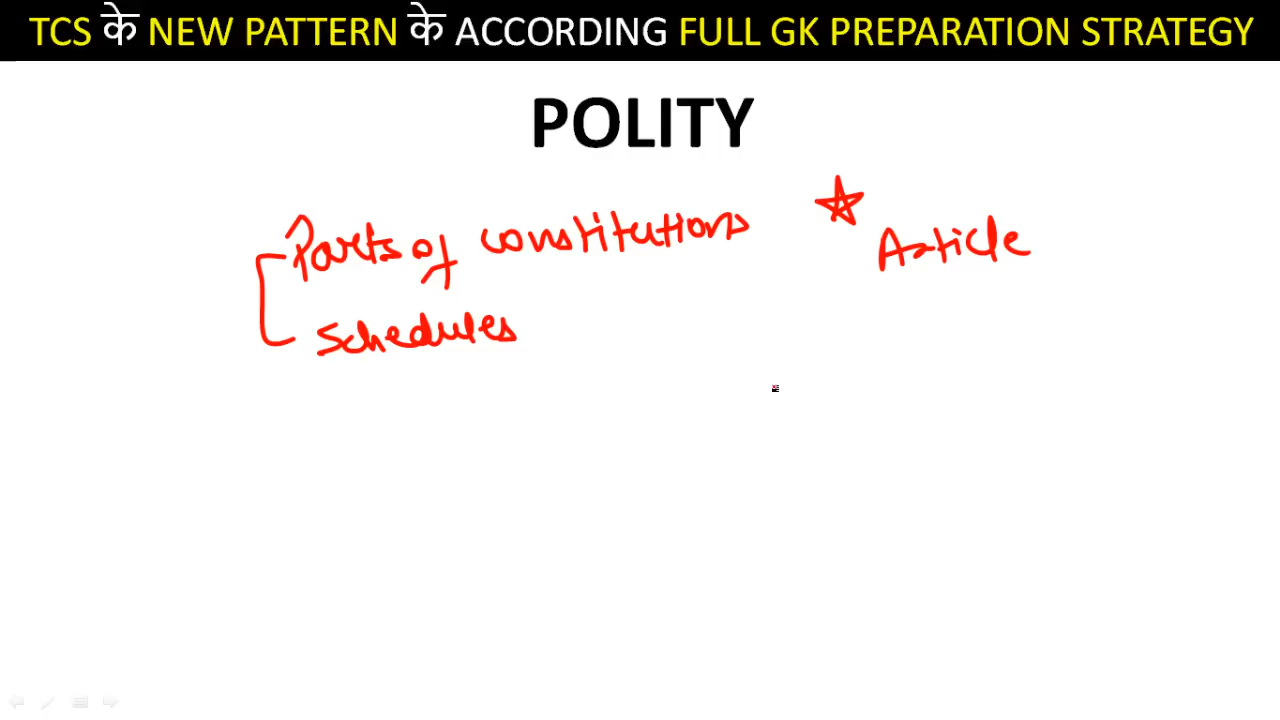 TCS के NEW PATTERN के ACCORDING FULL GK PREPARATION STRATEGY
POLITY
Parts of constitutions
Article
Schedules